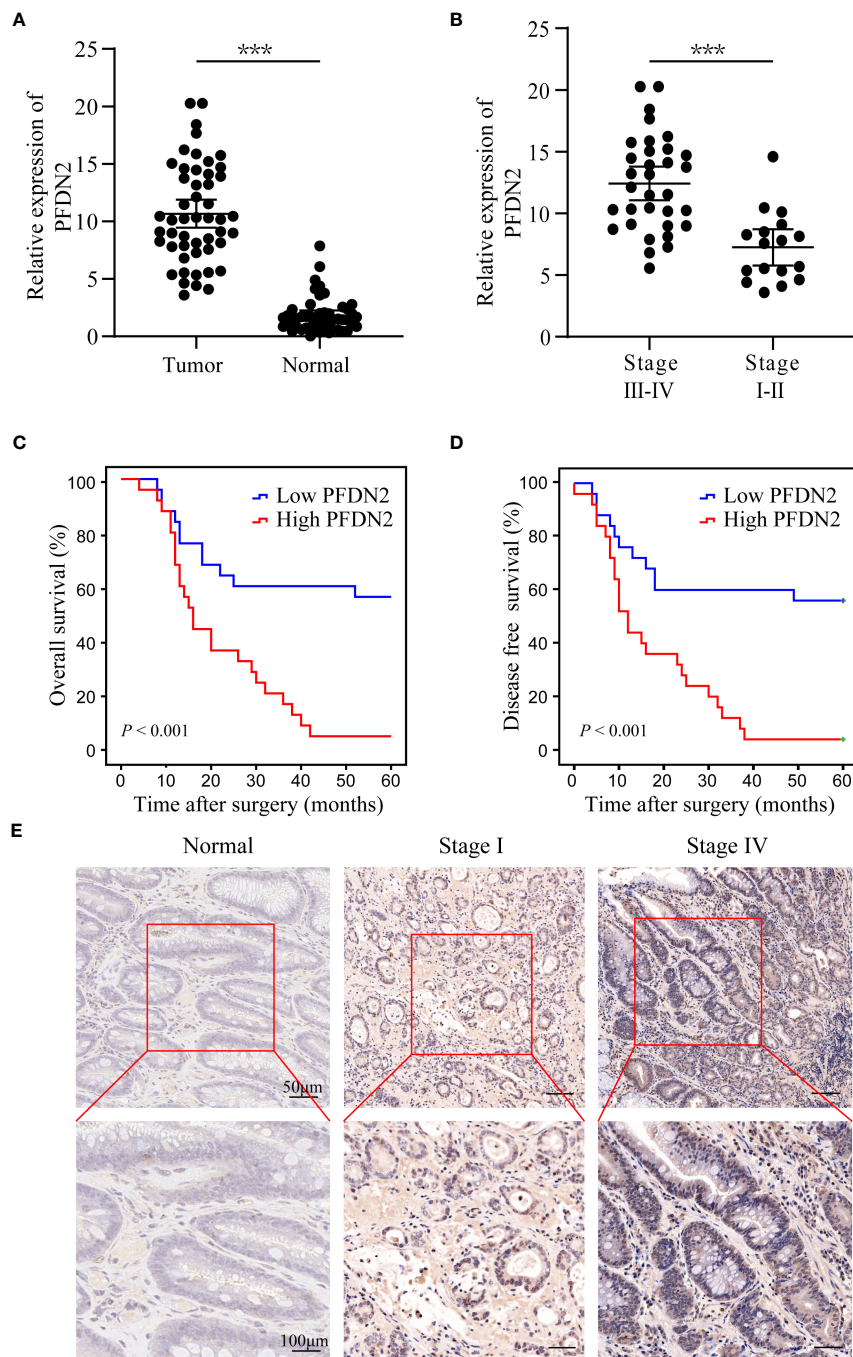 A
Relative expression of
PFDN2
25
20
15
10
5
0
***
Tumor
Normal
B
Relative expression of
PFDN2
25
20
15
10
5
0
***
Stage
III-IV
Stage
I-II
C
Overall survival (%)
100
80
60
40
20
0
Low PFDN2
High PFDN2
P < 0.001
0 10 20 30 40 50 60
Time after surgery (months)
D
Disease free survival (%)
100
80
60
40
20
0
Low PFDN2
High PFDN2
P < 0.001
0 10 20 30 40 50 60
Time after surgery (months)
E
Normal
Stage I
Stage IV
50μm
100μm